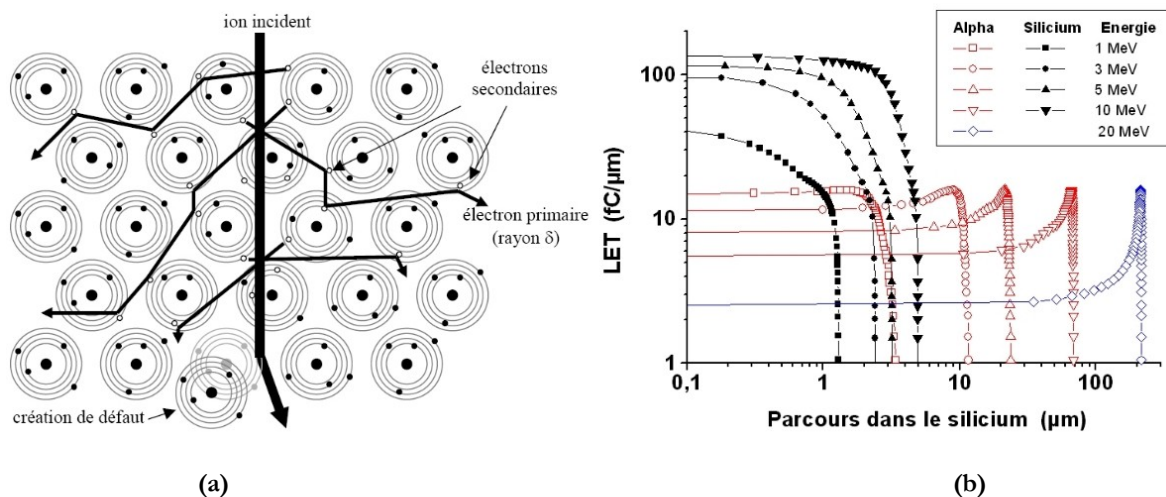 ion incident
électrons
secondaires
électron primaire
(rayon δ)
création de défaut
(a)
Alpha Silicium Energie
1 MeV
3 MeV
5 MeV
10 MeV
20 MeV
LET (fC/µm)
100
10
1
0,1 1 10 100
Parcours dans le silicium (µm)
(b)